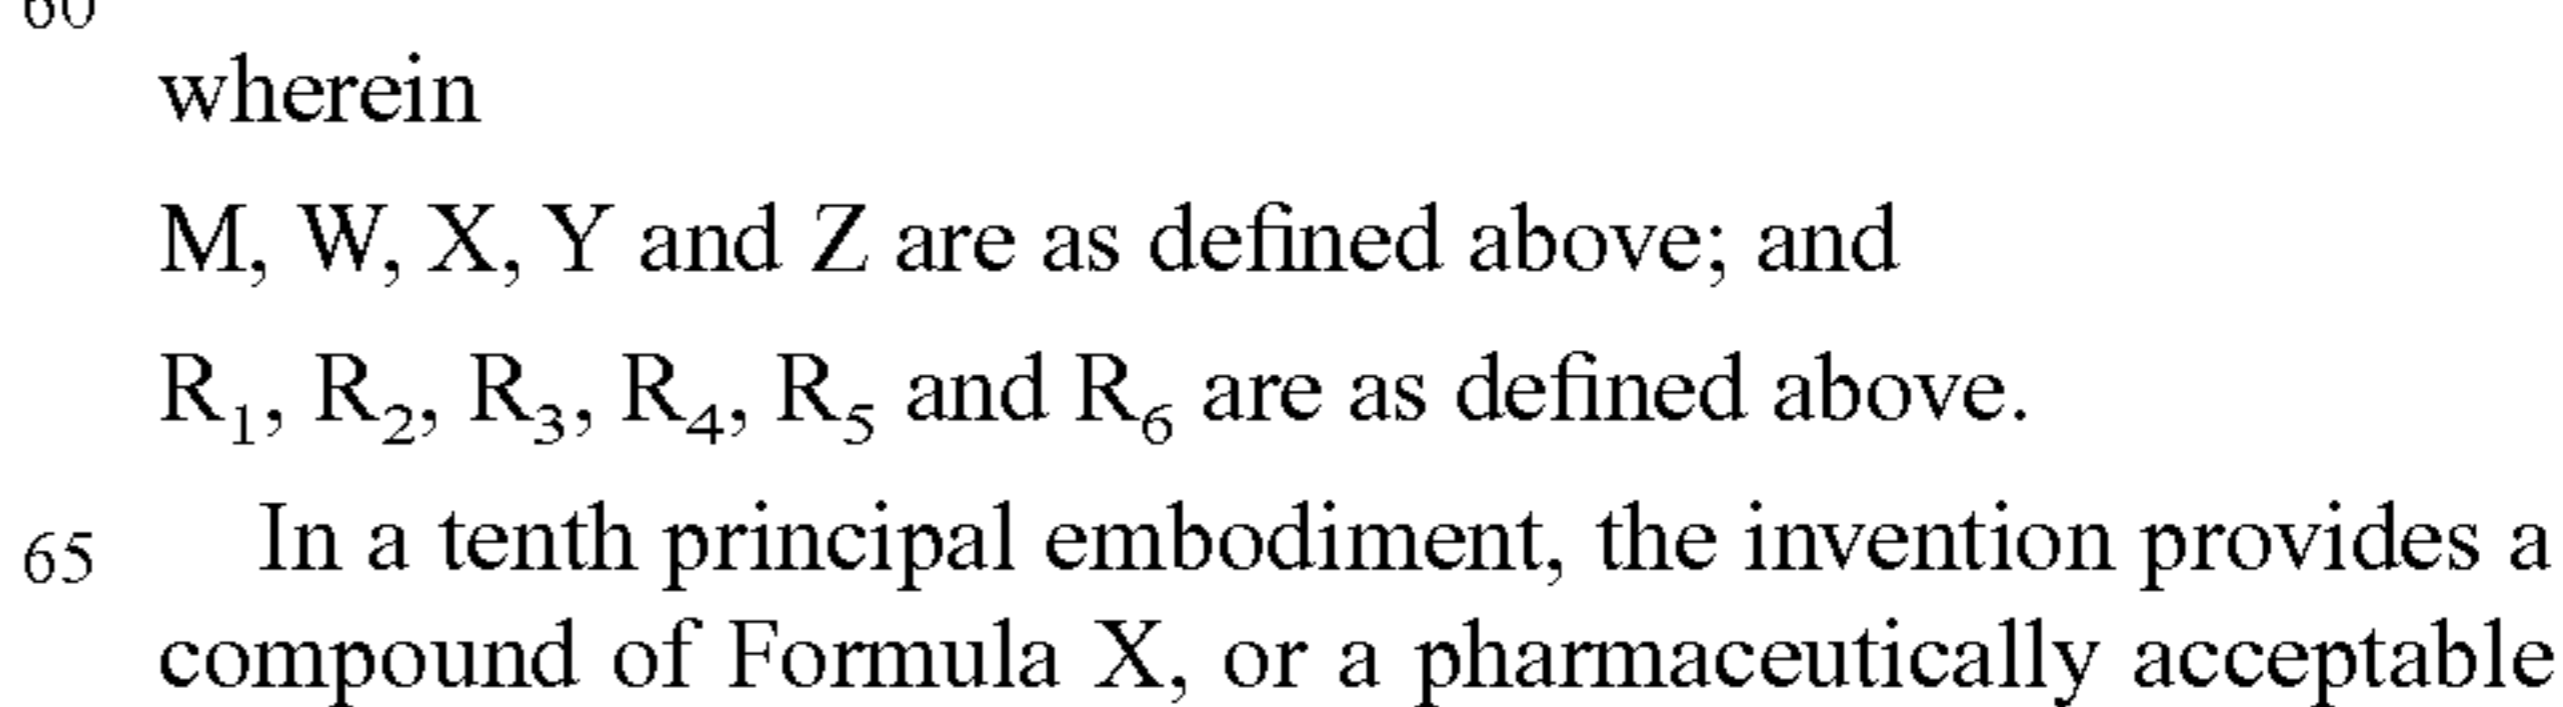 60
wherein
M, W, X, Y and Z are as defined above; and
R₁, R₂, R₃, R₄, R₅ and R₆ are as defined above.
65 In a tenth principal embodiment, the invention provides a
compound of Formula X, or a pharmaceutically acceptable